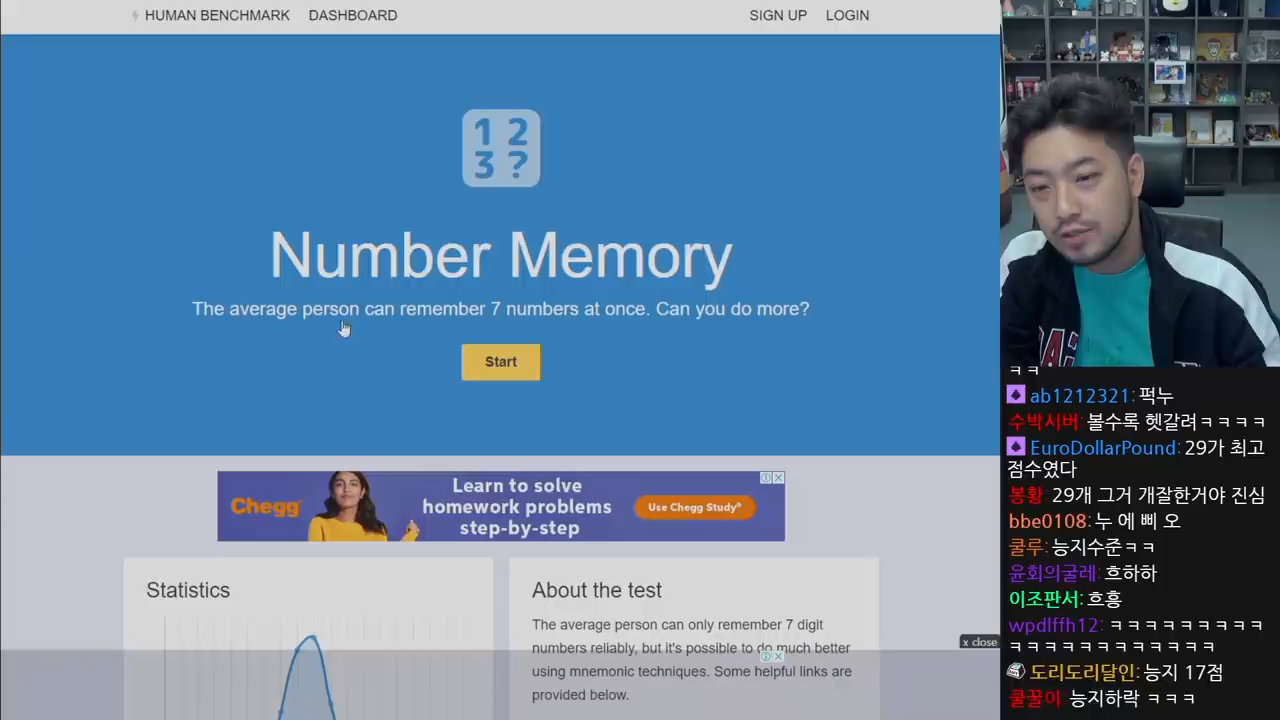 HUMAN BENCHMARK DASHBOARD SIGN UP LOGIN
1 2
3 ?
Number Memory
The average person can remember 7 numbers at once. Can you do more?
Start
Chegg
Learn to solve
homework problems
step-by-step
Use Chegg Study®
Statistics
About the test
The average person can only remember 7 digit
numbers reliably, but it's possible to do much better
using mnemonic techniques. Some helpful links are
provided below.
x close
ㅋㅋ
ab1212321: 퍽누
수박시버: 볼수록 헷갈려ㅋㅋㅋㅋ
EuroDollarPound: 29가 최고
점수였다
봉황: 29개 그거 개잘한거야 진심
bbe0108: 누 에 삐 오
쿨루: 능지수준ㅋㅋ
윤회의굴레: 흐하하
이조판서: 흐흥
wpdlffh12: ㅋㅋㅋㅋㅋㅋㅋㅋㅋ
ㅋㅋㅋㅋㅋㅋㅋㅋㅋㅋㅋㅋ
도리도리달인: 능지 17점
쿨꿀이: 능지하락 ㅋㅋㅋ